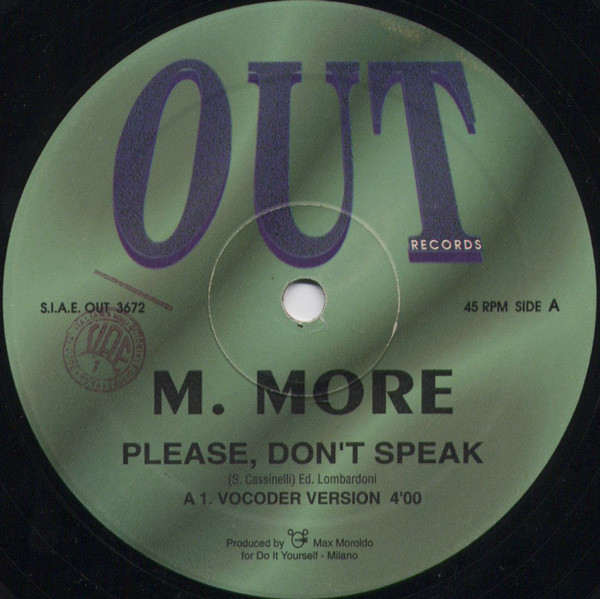 OUT
RECORDS
S.I.A.E. OUT 3672
45 RPM SIDE A
SIAE
M. MORE
PLEASE, DON'T SPEAK
(S. Cassinelli) Ed. Lombardoni
A 1. VOCODER VERSION 4'00
Produced by Max Moroldo
for Do It Yourself - Milano